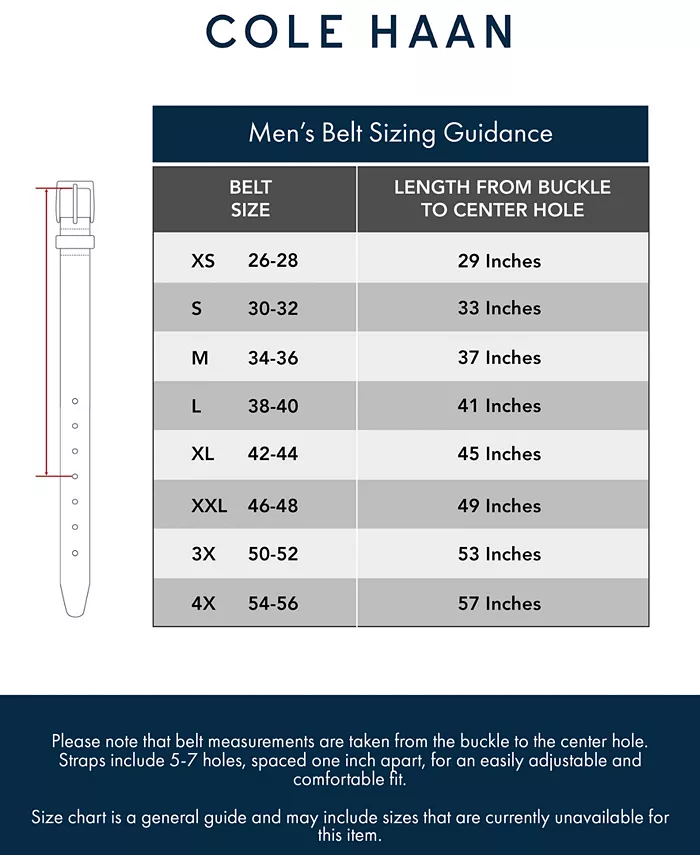 COLE HAAN
Men's Belt Sizing Guidance
BELT
SIZE
LENGTH FROM BUCKLE
TO CENTER HOLE
XS 26-28 29 Inches
S 30-32 33 Inches
M 34-36 37 Inches
L 38-40 41 Inches
XL 42-44 45 Inches
XXL 46-48 49 Inches
3X 50-52 53 Inches
4X 54-56 57 Inches
Please note that belt measurements are taken from the buckle to the center hole.
Straps include 5-7 holes, spaced one inch apart, for an easily adjustable and
comfortable fit.
Size chart is a general guide and may include sizes that are currently unavailable for
this item.